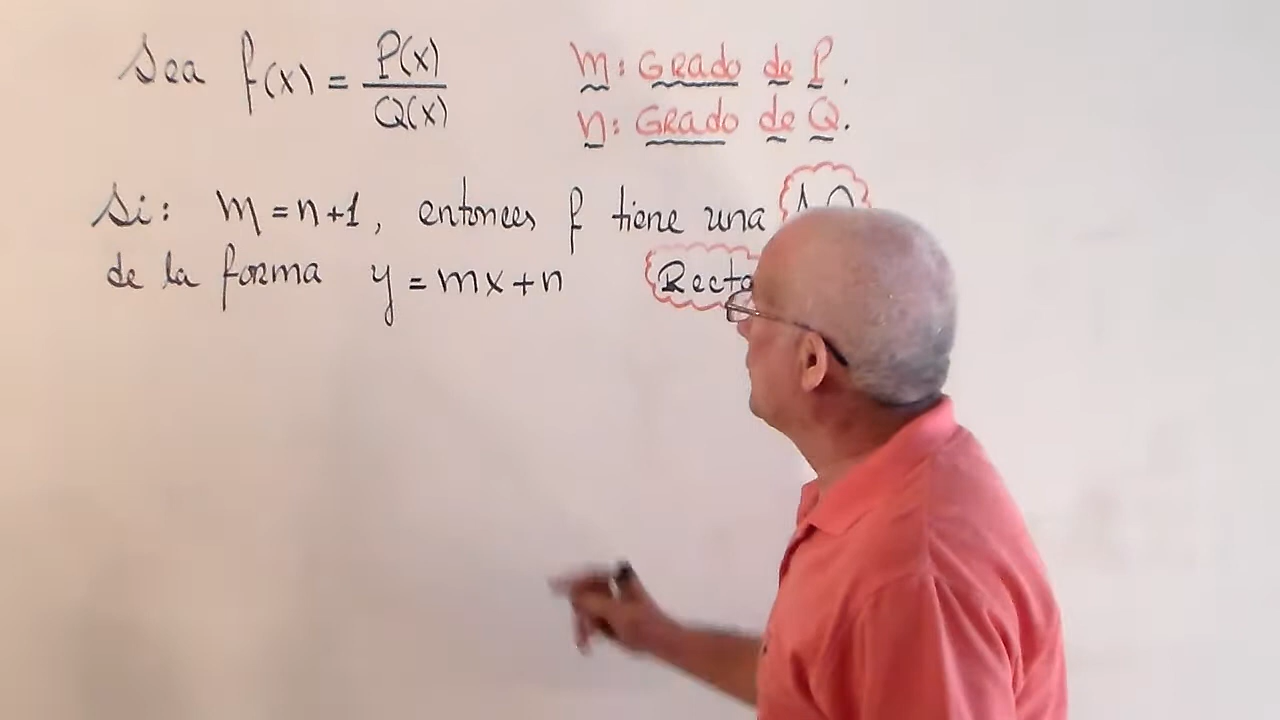 Sea f(x) = P(x)/Q(x)
m: Grado de P.
n: Grado de Q.
Si: m = n+1, entonces f tiene una
de la forma y = mx+n